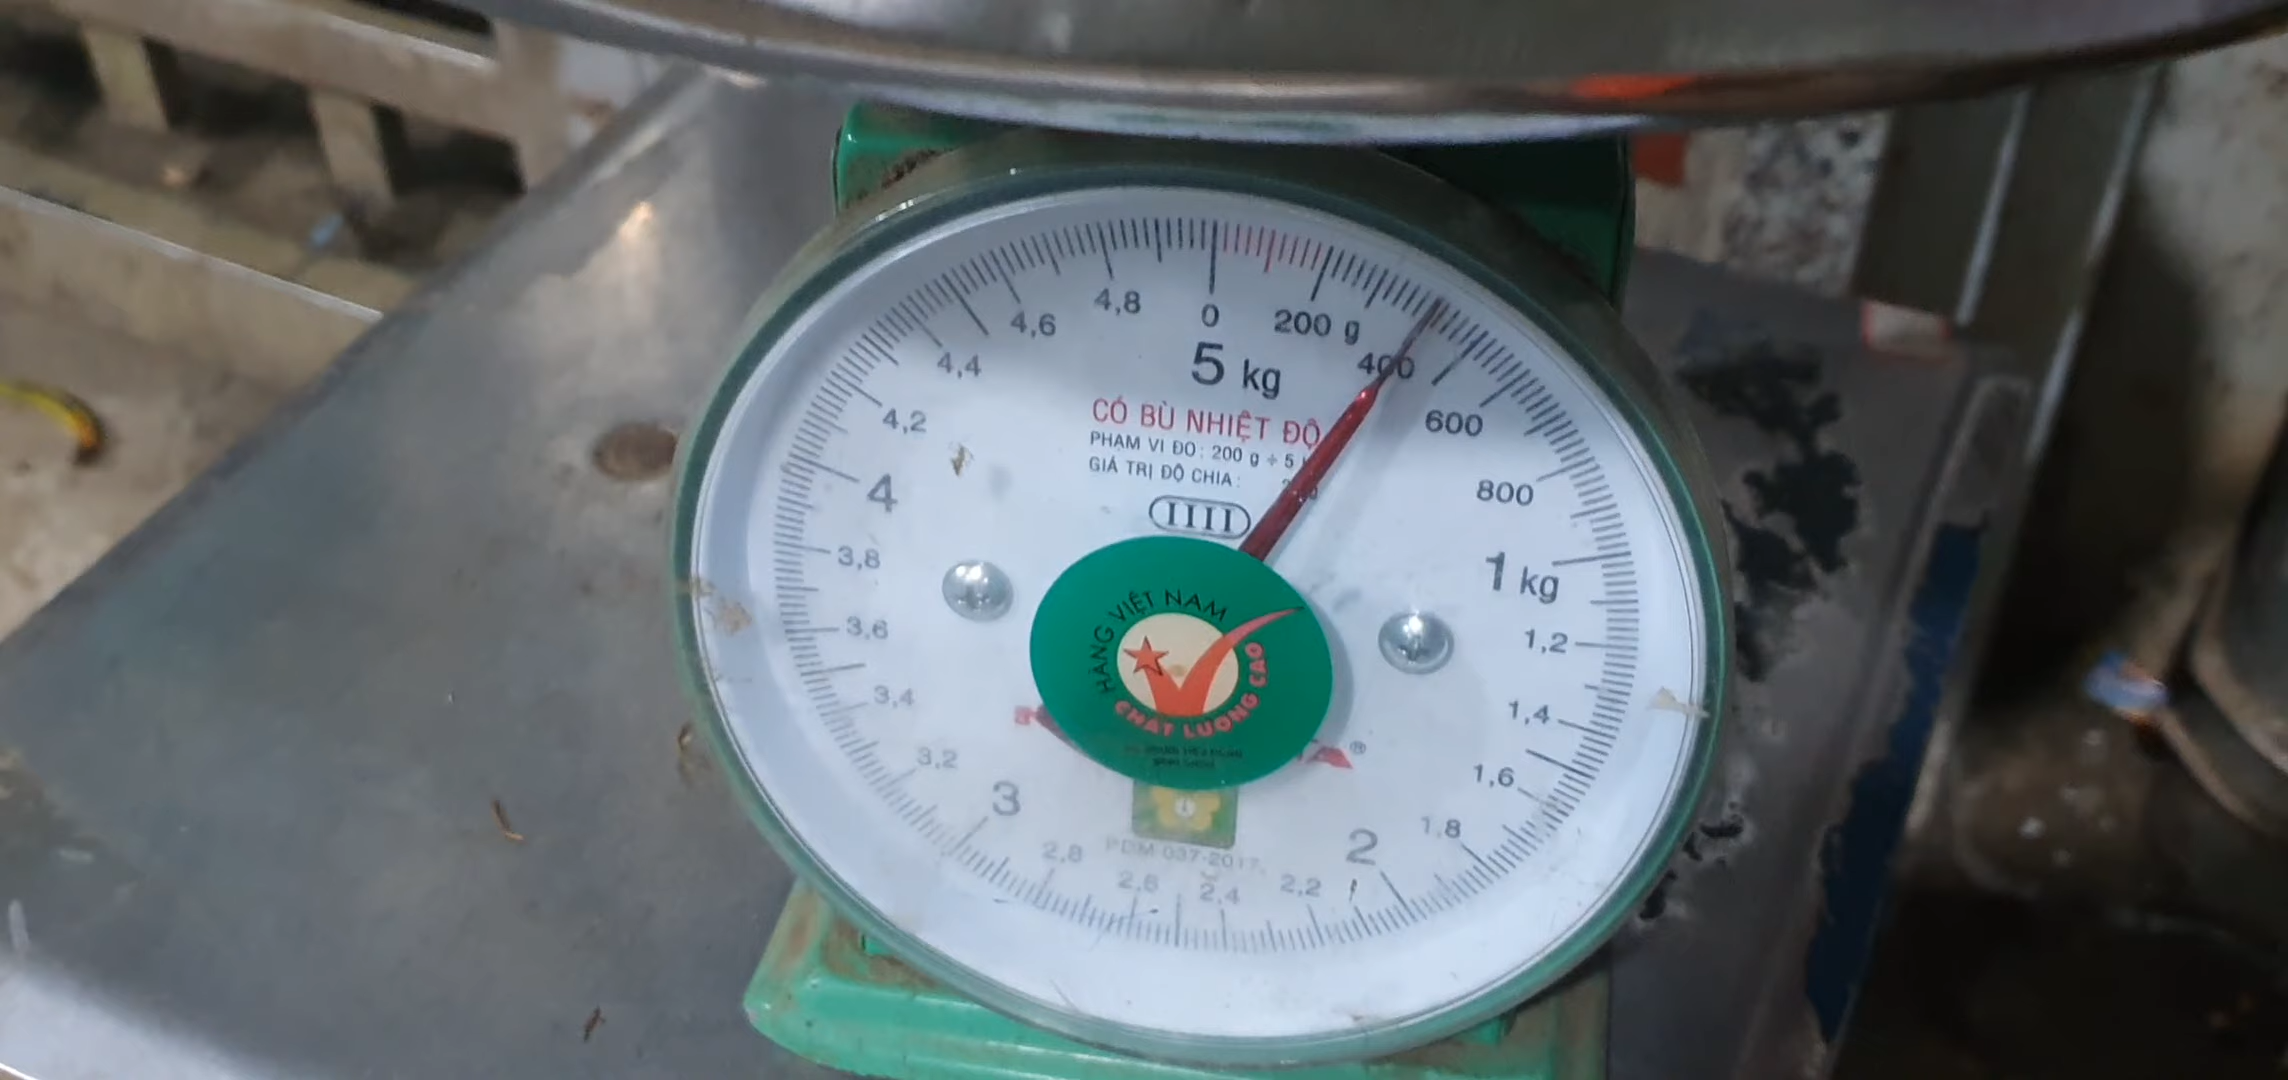 0
200 g
400
600
800
1 kg
1,2
1,4
1,6
1,8
2
2,2
2,4
2,6
2,8
3
3,2
3,4
3,6
3,8
4
4,2
4,4
4,6
4,8
5 kg
CÓ BÙ NHIỆT ĐỘ
PHẠM VI ĐO: 200 g ÷ 5
GIÁ TRỊ ĐỘ CHIA:
HÀNG VIỆT NAM
CHẤT LƯỢNG CAO
®
PDM 037-2017